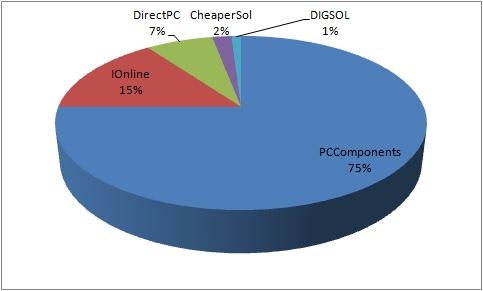 DirectPC
7%
CheaperSol
2%
DIGSOL
1%
IOnline
15%
PCComponents
75%